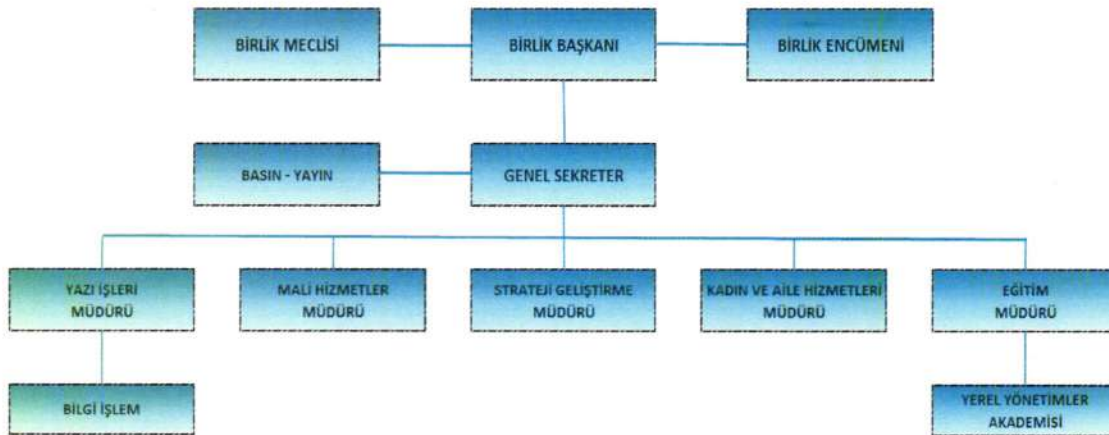 BİRLİK MECLİSİ
BİRLİK BAŞKANI
BİRLİK ENCÜMENİ
BASIN - YAYIN
GENEL SEKRETER
YAZI İŞLERİ
MÜDÜRÜ
MALİ HİZMETLER
MÜDÜRÜ
STRATEJİ GELİŞTİRME
MÜDÜRÜ
KADIN VE AİLE HİZMETLERİ
MÜDÜRÜ
EĞİTİM
MÜDÜRÜ
BİLGİ İŞLEM
YEREL YÖNETİMLER
AKADEMİSİ